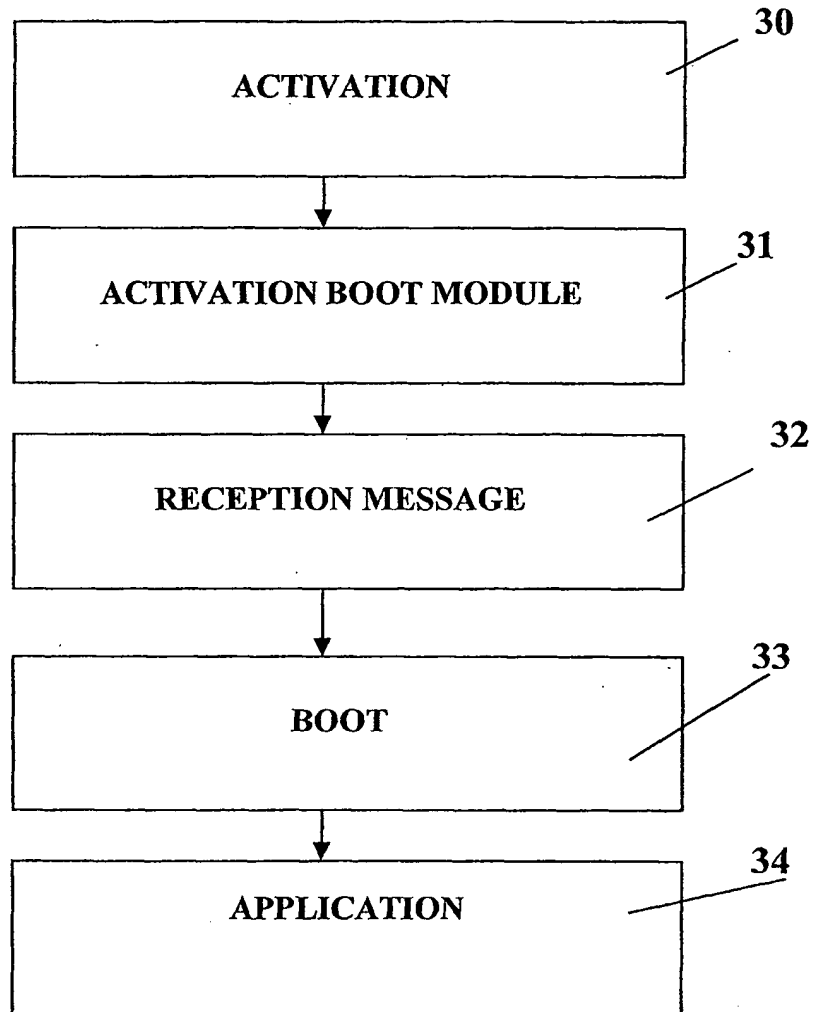 30
ACTIVATION
31
ACTIVATION BOOT MODULE
32
RECEPTION MESSAGE
33
BOOT
34
APPLICATION